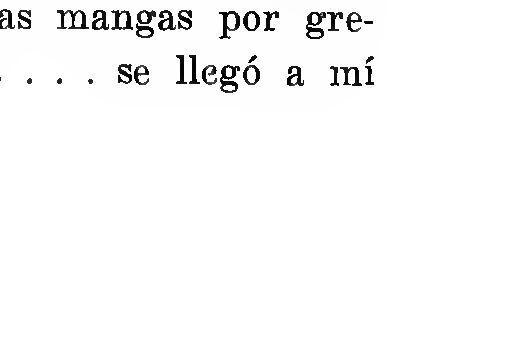 as mangas por gre-
. . . . se llegó a mí